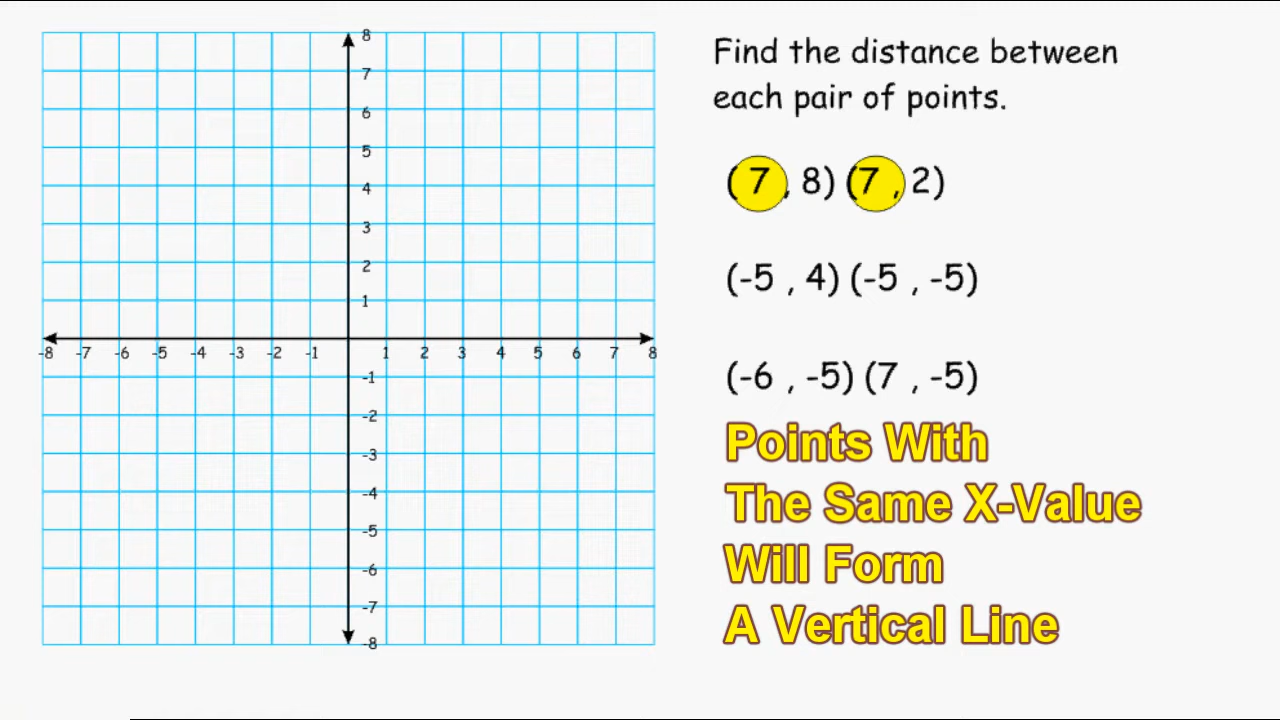 8
7
6
5
4
3
2
1
-8 -7 -6 -5 -4 -3 -2 -1 1 2 3 4 5 6 7 8
-1
-2
-3
-4
-5
-6
-7
-8
Find the distance between
each pair of points.
( 7 , 8) (7 , 2)
(-5 , 4) (-5 , -5)
(-6 , -5) (7 , -5)
Points With
The Same X-Value
Will Form
A Vertical Line